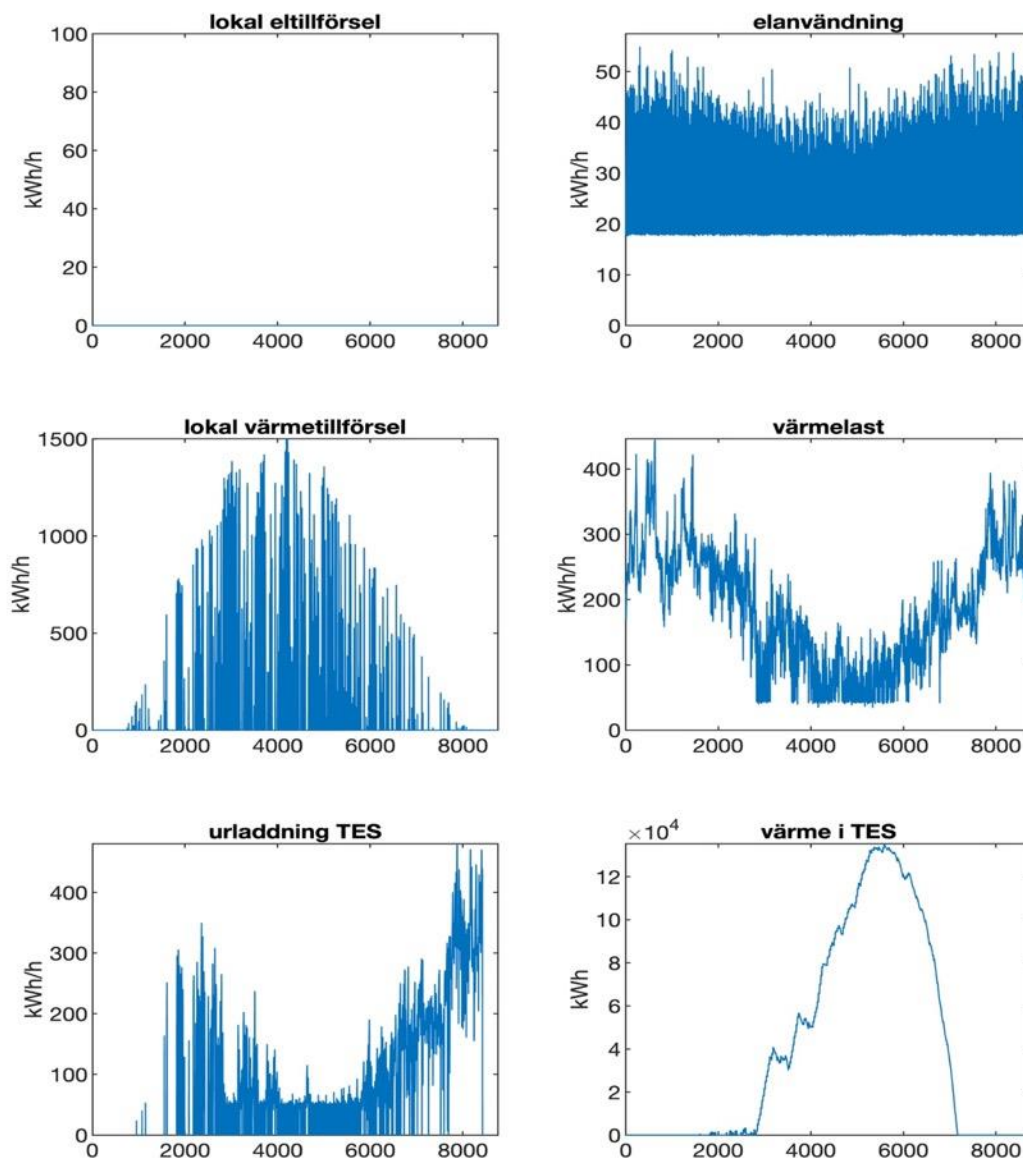 lokal eltillförsel
kWh/h
100
80
60
40
20
0
0 2000 4000 6000 8000
elanvändning
kWh/h
50
40
30
20
10
0
0 2000 4000 6000 8000
lokal värmetillförsel
kWh/h
1500
1000
500
0
0 2000 4000 6000 8000
värmelast
kWh/h
400
300
200
100
0
0 2000 4000 6000 8000
urladdning TES
kWh/h
400
300
200
100
0
0 2000 4000 6000 8000
värme i TES
×10⁴
kWh
12
10
8
6
4
2
0
0 2000 4000 6000 8000